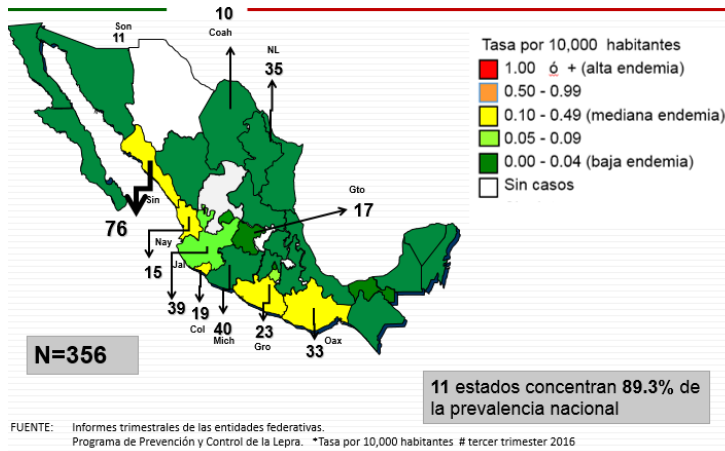 Son
11
10
Coah
NL
35
Tasa por 10,000 habitantes
1.00 ó + (alta endemia)
0.50 - 0.99
0.10 - 0.49 (mediana endemia)
0.05 - 0.09
0.00 - 0.04 (baja endemia)
Sin casos
Gto
17
Sin
76
Nay
15
Jal
39
19
Col
40
Mich
23
Gro
Oax
33
N=356
11 estados concentran 89.3% de
la prevalencia nacional
FUENTE: Informes trimestrales de las entidades federativas.
Programa de Prevención y Control de la Lepra. *Tasa por 10,000 habitantes # tercer trimester 2016